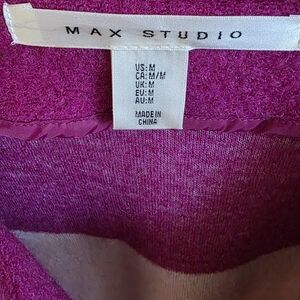 MAX STUDIO
US: M
CA: M/M
UK: M
EU: M
AU: M
MADE IN
CHINA